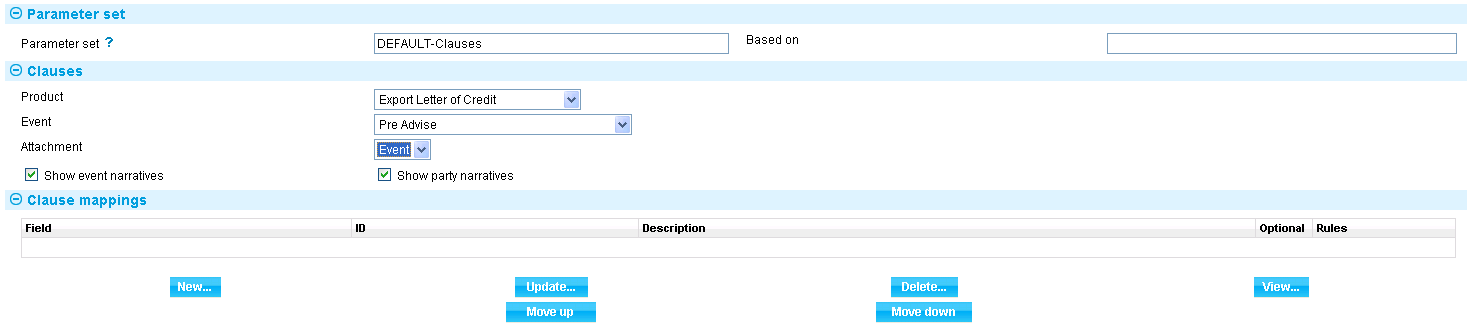 Parameter set
Parameter set ? DEFAULT-Clauses Based on
Clauses
Product Export Letter of Credit
Event Pre Advise
Attachment Event
Show event narratives Show party narratives
Clause mappings
Field ID Description Optional Rules
New... Update... Delete... View...
Move up Move down